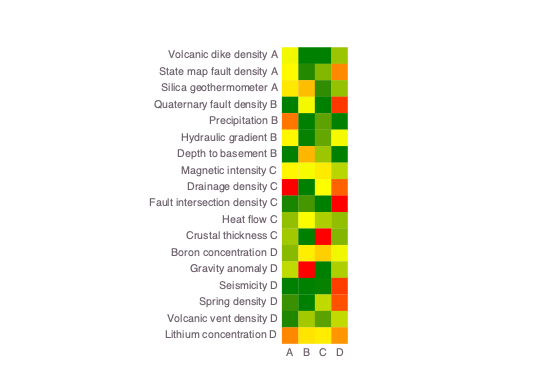 Volcanic dike density A
State map fault density A
Silica geothermometer A
Quaternary fault density B
Precipitation B
Hydraulic gradient B
Depth to basement B
Magnetic intensity C
Drainage density C
Fault intersection density C
Heat flow C
Crustal thickness C
Boron concentration D
Gravity anomaly D
Seismicity D
Spring density D
Volcanic vent density D
Lithium concentration D
A B C D